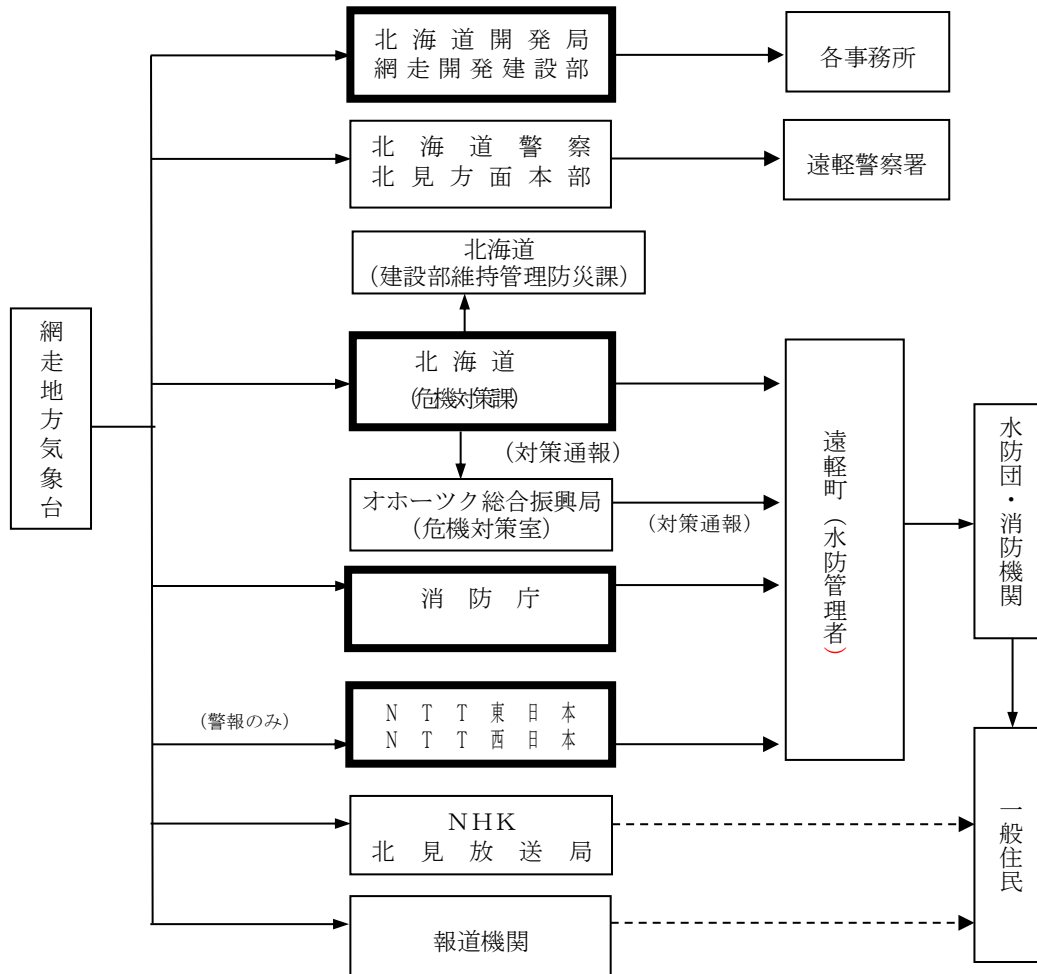 北海道開発局
網走開発建設部
各事務所
北海道警察
北見方面本部
遠軽警察署
北海道
（建設部維持管理防災課）
網走地方気象台
北海道
（危機対策課）
（対策通報）
オホーツク総合振興局
（危機対策室）
（対策通報）
遠軽町（水防管理者）
水防団・消防機関
消防庁
（警報のみ）
ＮＴＴ東日本
ＮＴＴ西日本
NHK
北見放送局
一般住民
報道機関